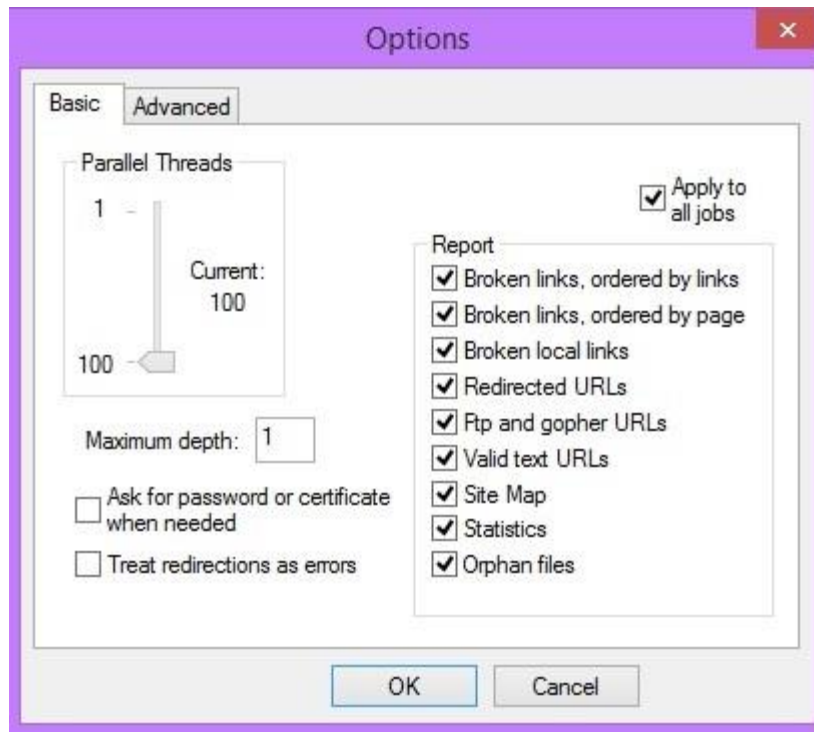 Options
Basic
Advanced
Parallel Threads
1
Current:
100
100
Maximum depth: 1
Ask for password or certificate
when needed
Treat redirections as errors
Apply to
all jobs
Report
Broken links, ordered by links
Broken links, ordered by page
Broken local links
Redirected URLs
Ftp and gopher URLs
Valid text URLs
Site Map
Statistics
Orphan files
OK
Cancel